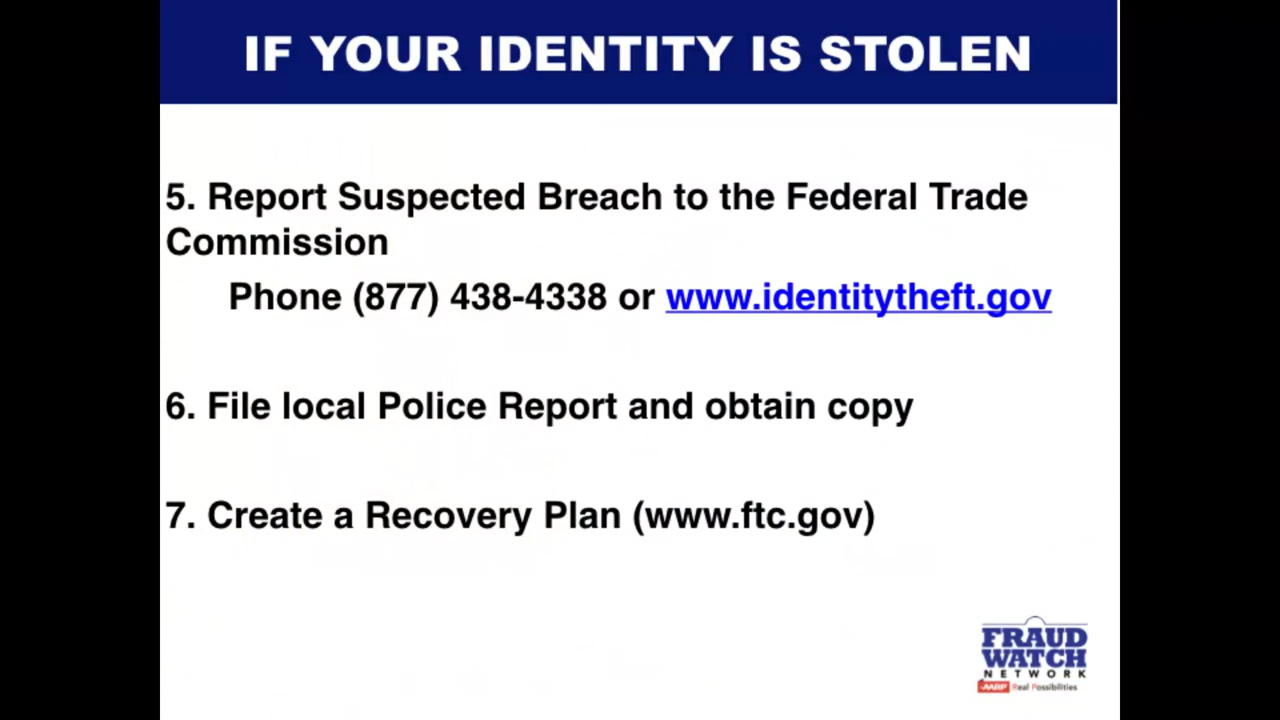 IF YOUR IDENTITY IS STOLEN
5. Report Suspected Breach to the Federal Trade
Commission
Phone (877) 438-4338 or www.identitytheft.gov
6. File local Police Report and obtain copy
7. Create a Recovery Plan (www.ftc.gov)
FRAUD
WATCH
NETWORK
AARP Real Possibilities